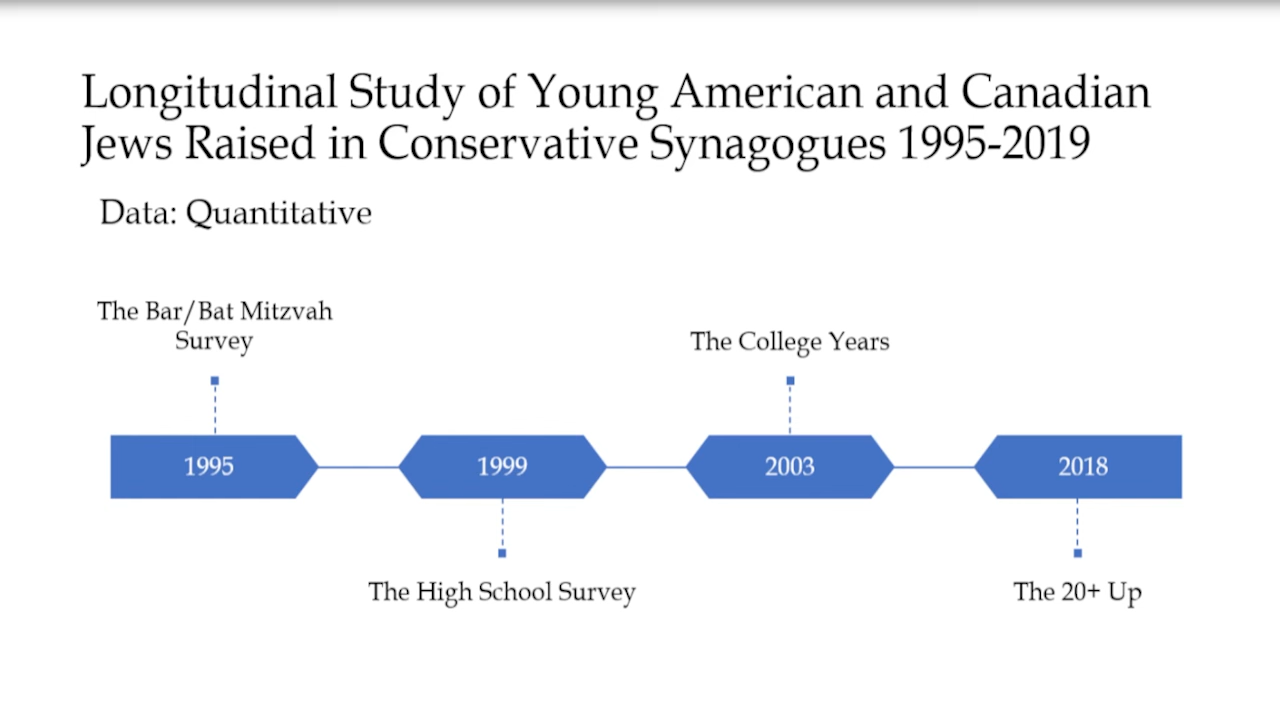 Longitudinal Study of Young American and Canadian
Jews Raised in Conservative Synagogues 1995-2019
Data: Quantitative
The Bar/Bat Mitzvah
Survey
The College Years
1995
1999
2003
2018
The High School Survey
The 20+ Up